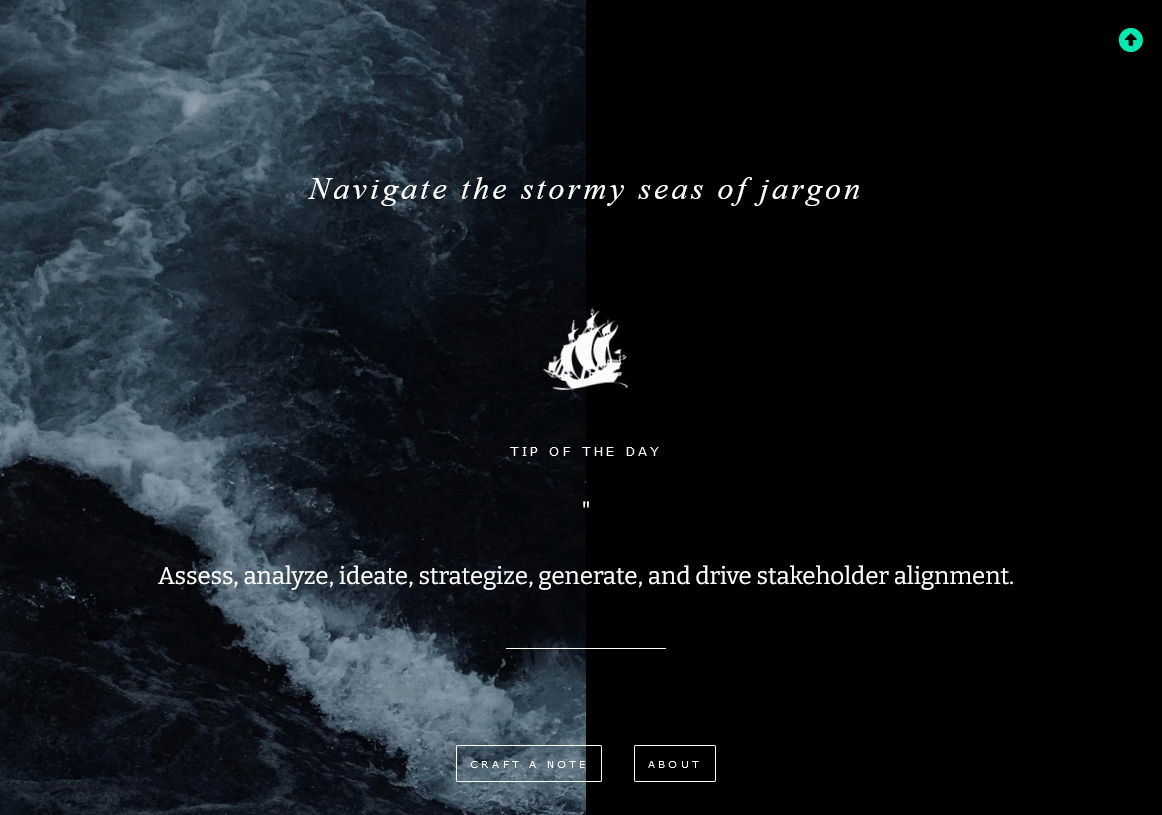 Navigate the stormy seas of jargon
TIP OF THE DAY
"
Assess, analyze, ideate, strategize, generate, and drive stakeholder alignment.
CRAFT A NOTE
ABOUT